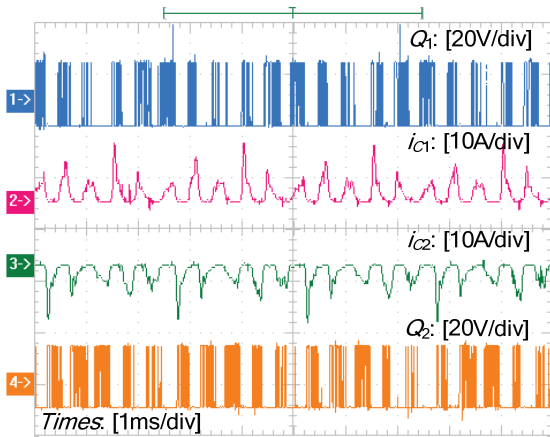 Q1: [20V/div]
1->
iC1: [10A/div]
2->
iC2: [10A/div]
3->
Q2: [20V/div]
4->
Times: [1ms/div]